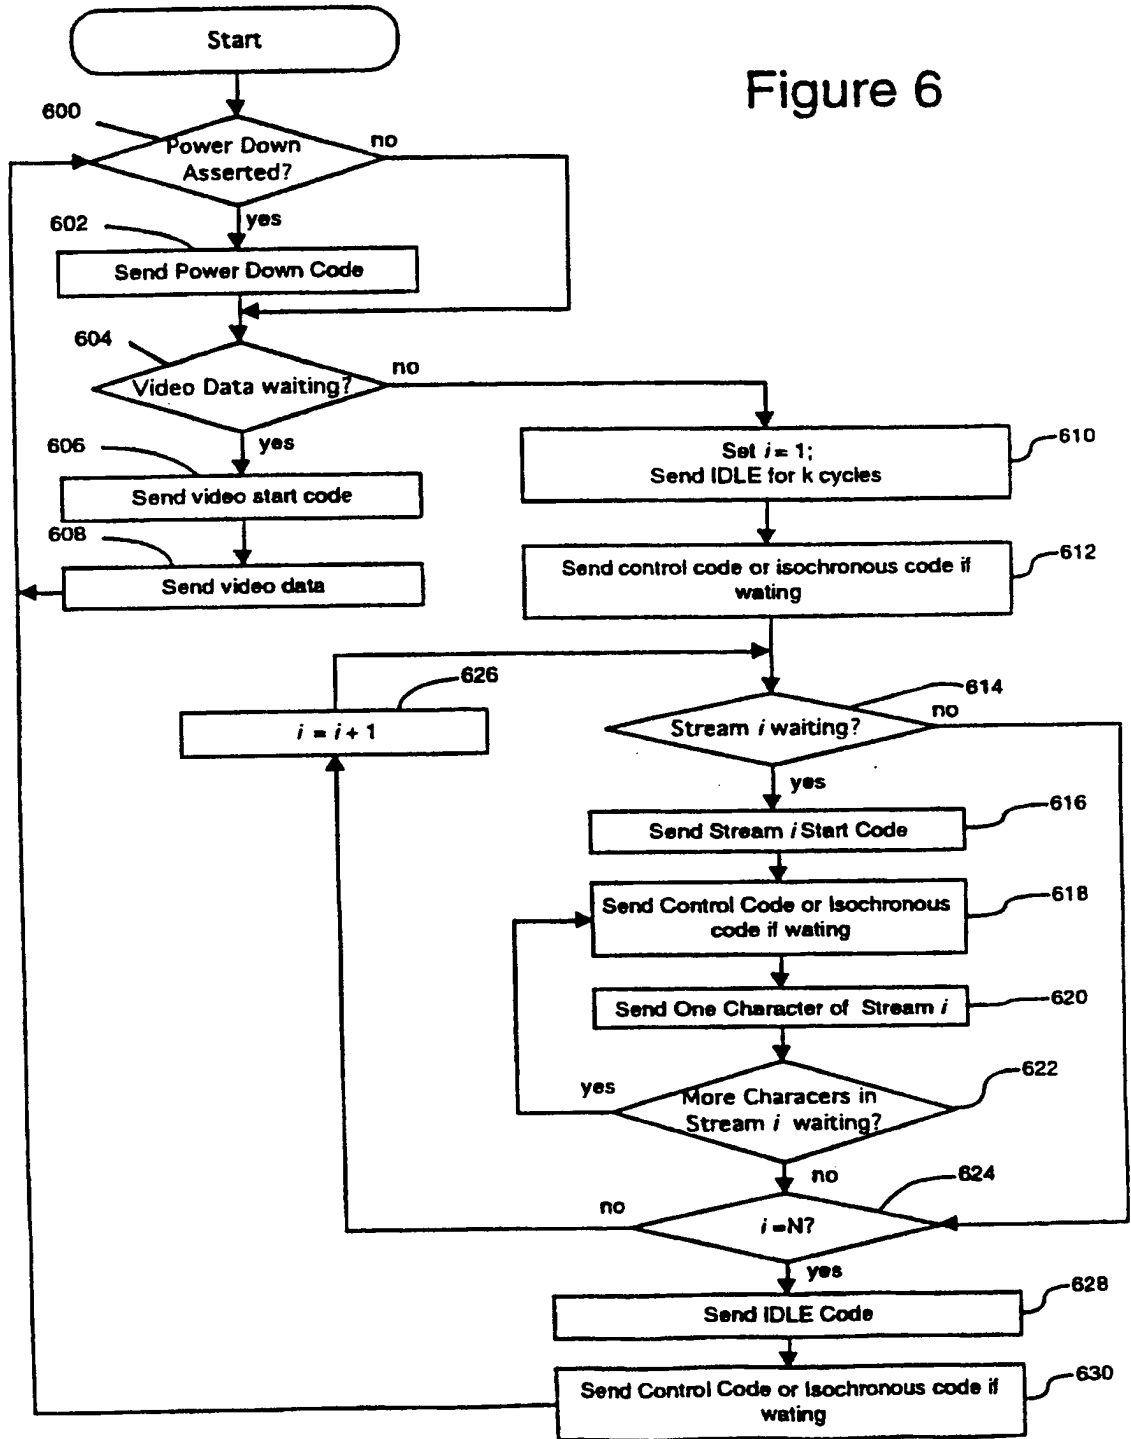 Start
Figure 6
600
Power Down
Asserted?
no
yes
602
Send Power Down Code
604
Video Data waiting?
no
yes
606
Send video start code
608
Send video data
Set i = 1;
Send IDLE for k cycles
610
Send control code or isochronous code if
wating
612
626
i = i + 1
614
Stream i waiting?
no
yes
616
Send Stream i Start Code
618
Send Control Code or Isochronous
code if wating
620
Send One Character of Stream i
622
yes
More Characers in
Stream i waiting?
no
624
no
i =N?
yes
628
Send IDLE Code
630
Send Control Code or Isochronous code if
wating